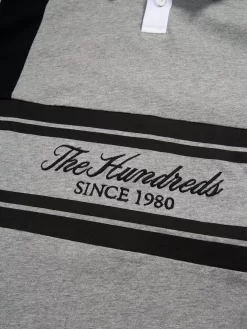 The Hundreds
SINCE 1980